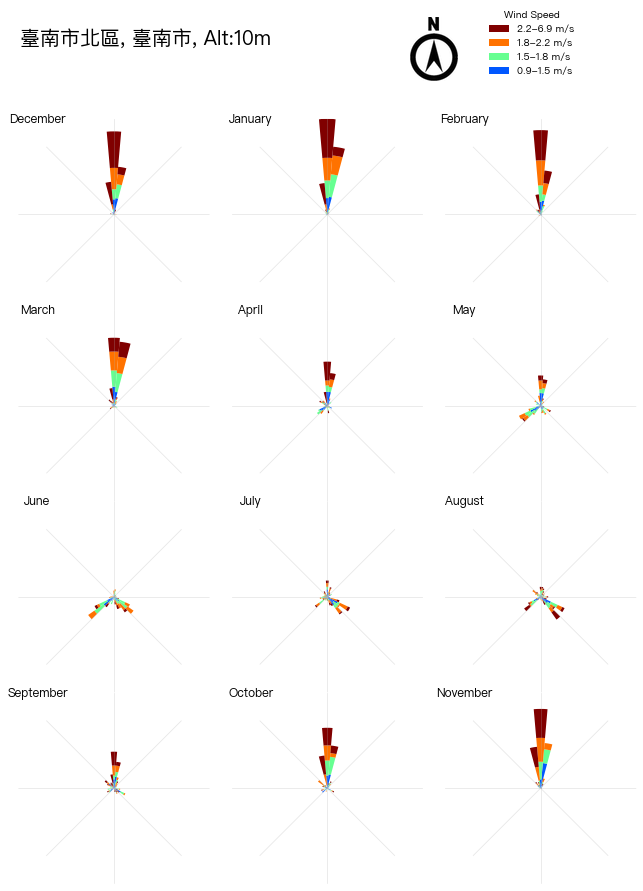 臺南市北區, 臺南市, Alt:10m
N
Wind Speed
2.2–6.9 m/s
1.8–2.2 m/s
1.5–1.8 m/s
0.9–1.5 m/s
December
January
February
March
April
May
June
July
August
September
October
November